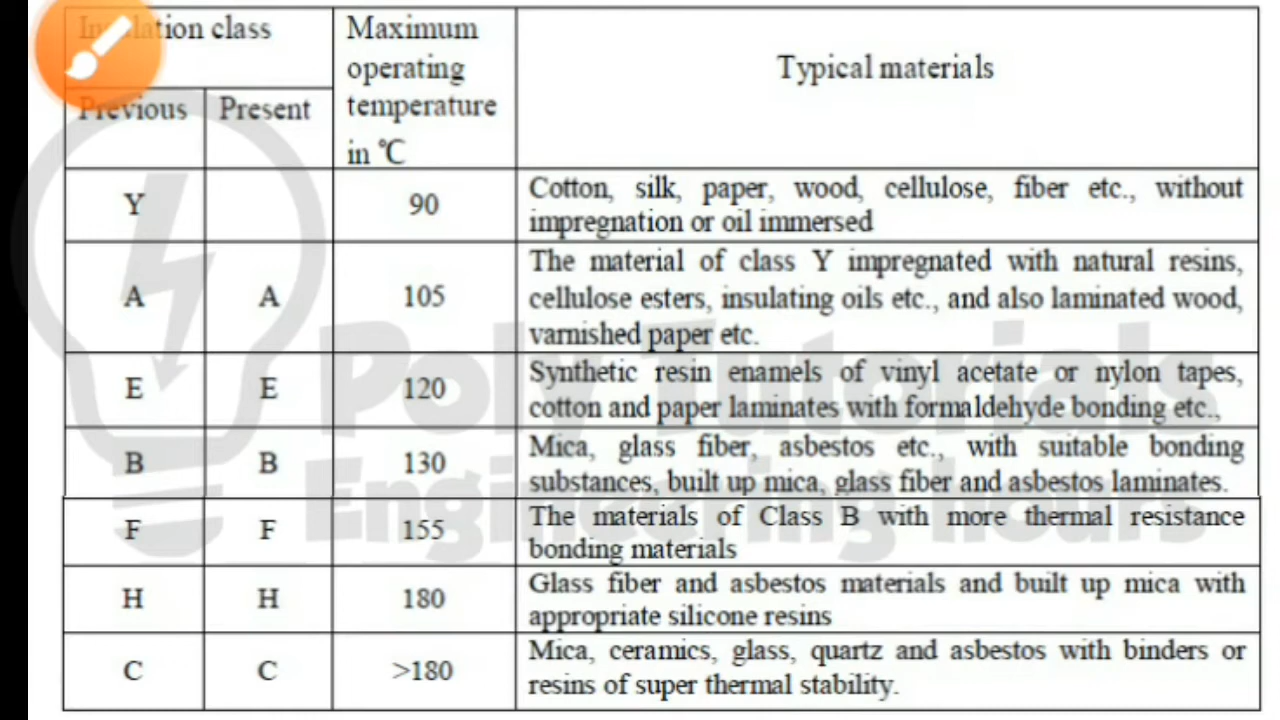 Insulation class
Maximum
operating
temperature
in °C
Typical materials
Previous
Present
Y
90
Cotton, silk, paper, wood, cellulose, fiber etc., without
impregnation or oil immersed
A
A
105
The material of class Y impregnated with natural resins,
cellulose esters, insulating oils etc., and also laminated wood,
varnished paper etc.
E
E
120
Synthetic resin enamels of vinyl acetate or nylon tapes,
cotton and paper laminates with formaldehyde bonding etc.,
B
B
130
Mica, glass fiber, asbestos etc., with suitable bonding
substances, built up mica, glass fiber and asbestos laminates.
F
F
155
The materials of Class B with more thermal resistance
bonding materials
H
H
180
Glass fiber and asbestos materials and built up mica with
appropriate silicone resins
C
C
>180
Mica, ceramics, glass, quartz and asbestos with binders or
resins of super thermal stability.
Poly Tutorials
Engineering hours